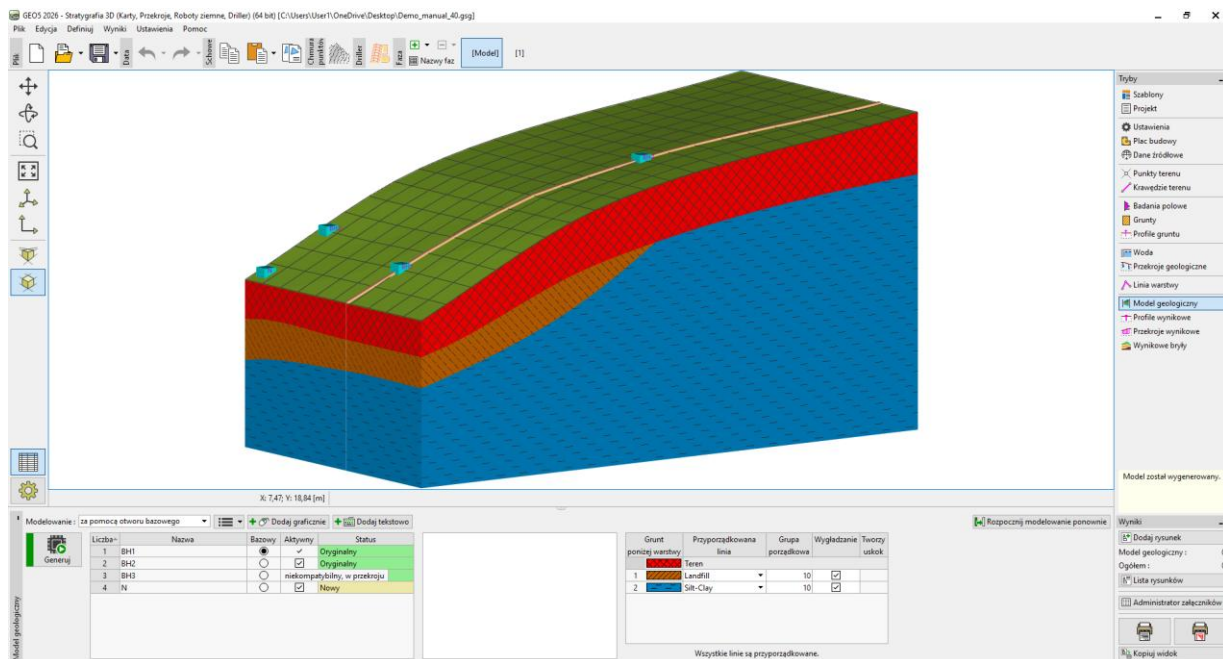 GEO5 2026 - Stratygrafia 3D (Karty, Przekroje, Roboty ziemne, Driller) (64 bit) [C:\Users\User1\OneDrive\Desktop\Demo_manual_40.gsg]
Plik Edycja Definiuj Wyniki Ustawienia Pomoc
Plik
Data
Schowek
Chmura punktów
Driller
Faza
Nazwy faz
[Model] [1]
Tryby
Szablony
Projekt
Ustawienia
Plac budowy
Dane źródłowe
Punkty terenu
Krawędzie terenu
Badania polowe
Grunty
Profile gruntu
Woda
Przekroje geologiczne
Linia warstwy
Model geologiczny
Profile wynikowe
Przekroje wynikowe
Wynikowe bryły
Model został wygenerowany.
X: 7,47; Y: 18,84 [m]
Model geologiczny
Modelowanie : za pomocą otworu bazowego Dodaj graficznie Dodaj tekstowo
Generuj
Liczba Nazwa Bazowy Aktywny Status
1 BH1 Oryginalny
2 BH2 Oryginalny
3 BH3 niekompatybilny, w przekroju
4 N Nowy
Rozpocznij modelowanie ponownie
Grunt Przyporządkowana Grupa Wygładzanie Tworzy
poniżej warstwy linia porządkowa uskok
Teren
1 Landfill 10
2 Silt-Clay 10
Wszystkie linie są przyporządkowane.
Wyniki
Dodaj rysunek
Model geologiczny :
Ogółem :
Lista rysunków
Administrator załączników
Kopiuj widok